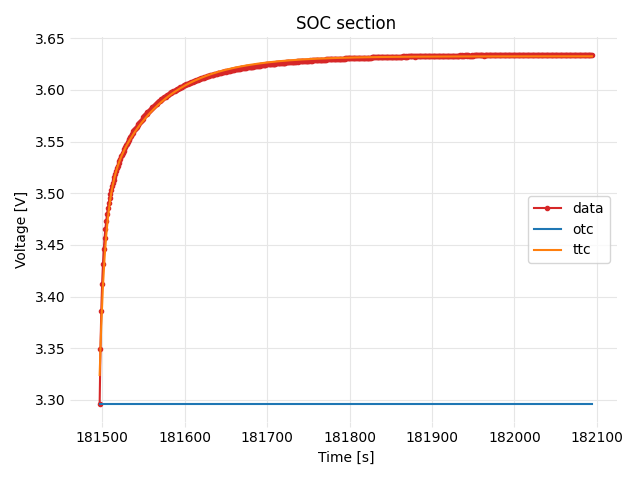 SOC section
Voltage [V]
3.65
3.60
3.55
3.50
3.45
3.40
3.35
3.30
data
otc
ttc
181500 181600 181700 181800 181900 182000 182100
Time [s]